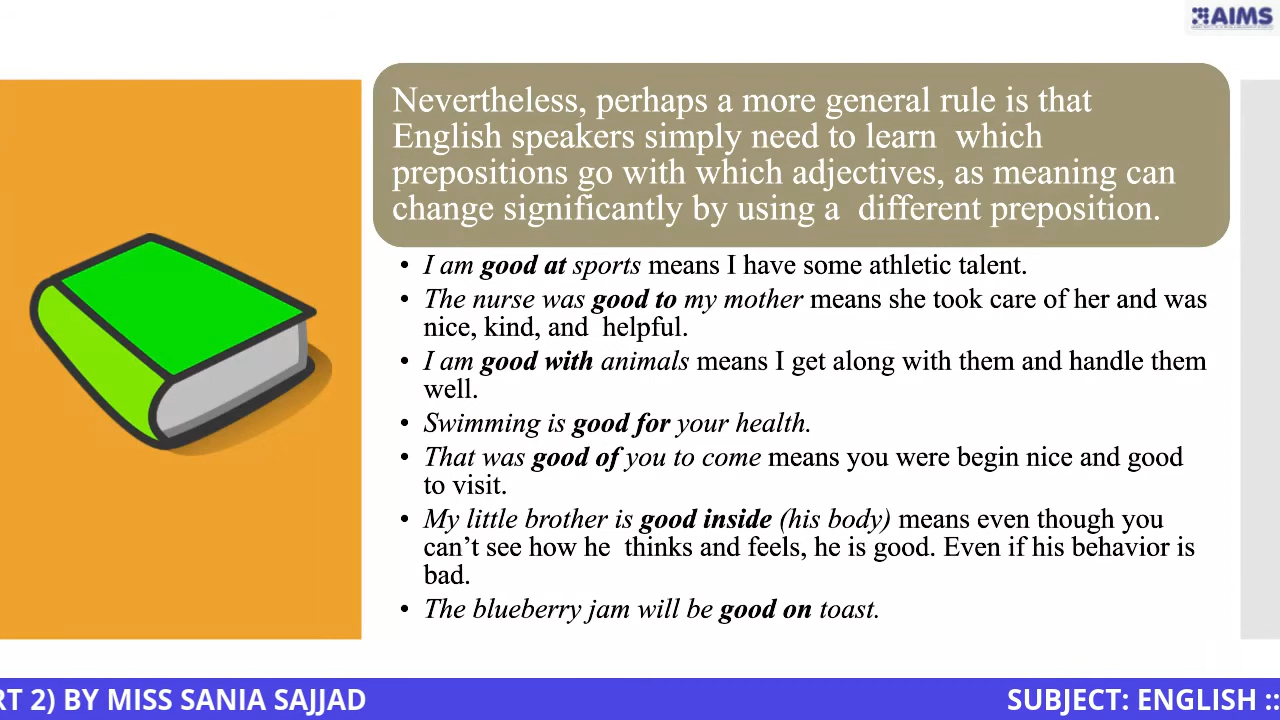 AIMS
Nevertheless, perhaps a more general rule is that
English speakers simply need to learn which
prepositions go with which adjectives, as meaning can
change significantly by using a different preposition.
• I am good at sports means I have some athletic talent.
• The nurse was good to my mother means she took care of her and was
nice, kind, and helpful.
• I am good with animals means I get along with them and handle them
well.
• Swimming is good for your health.
• That was good of you to come means you were begin nice and good
to visit.
• My little brother is good inside (his body) means even though you
can’t see how he thinks and feels, he is good. Even if his behavior is
bad.
• The blueberry jam will be good on toast.
RT 2) BY MISS SANIA SAJJAD
SUBJECT: ENGLISH ::